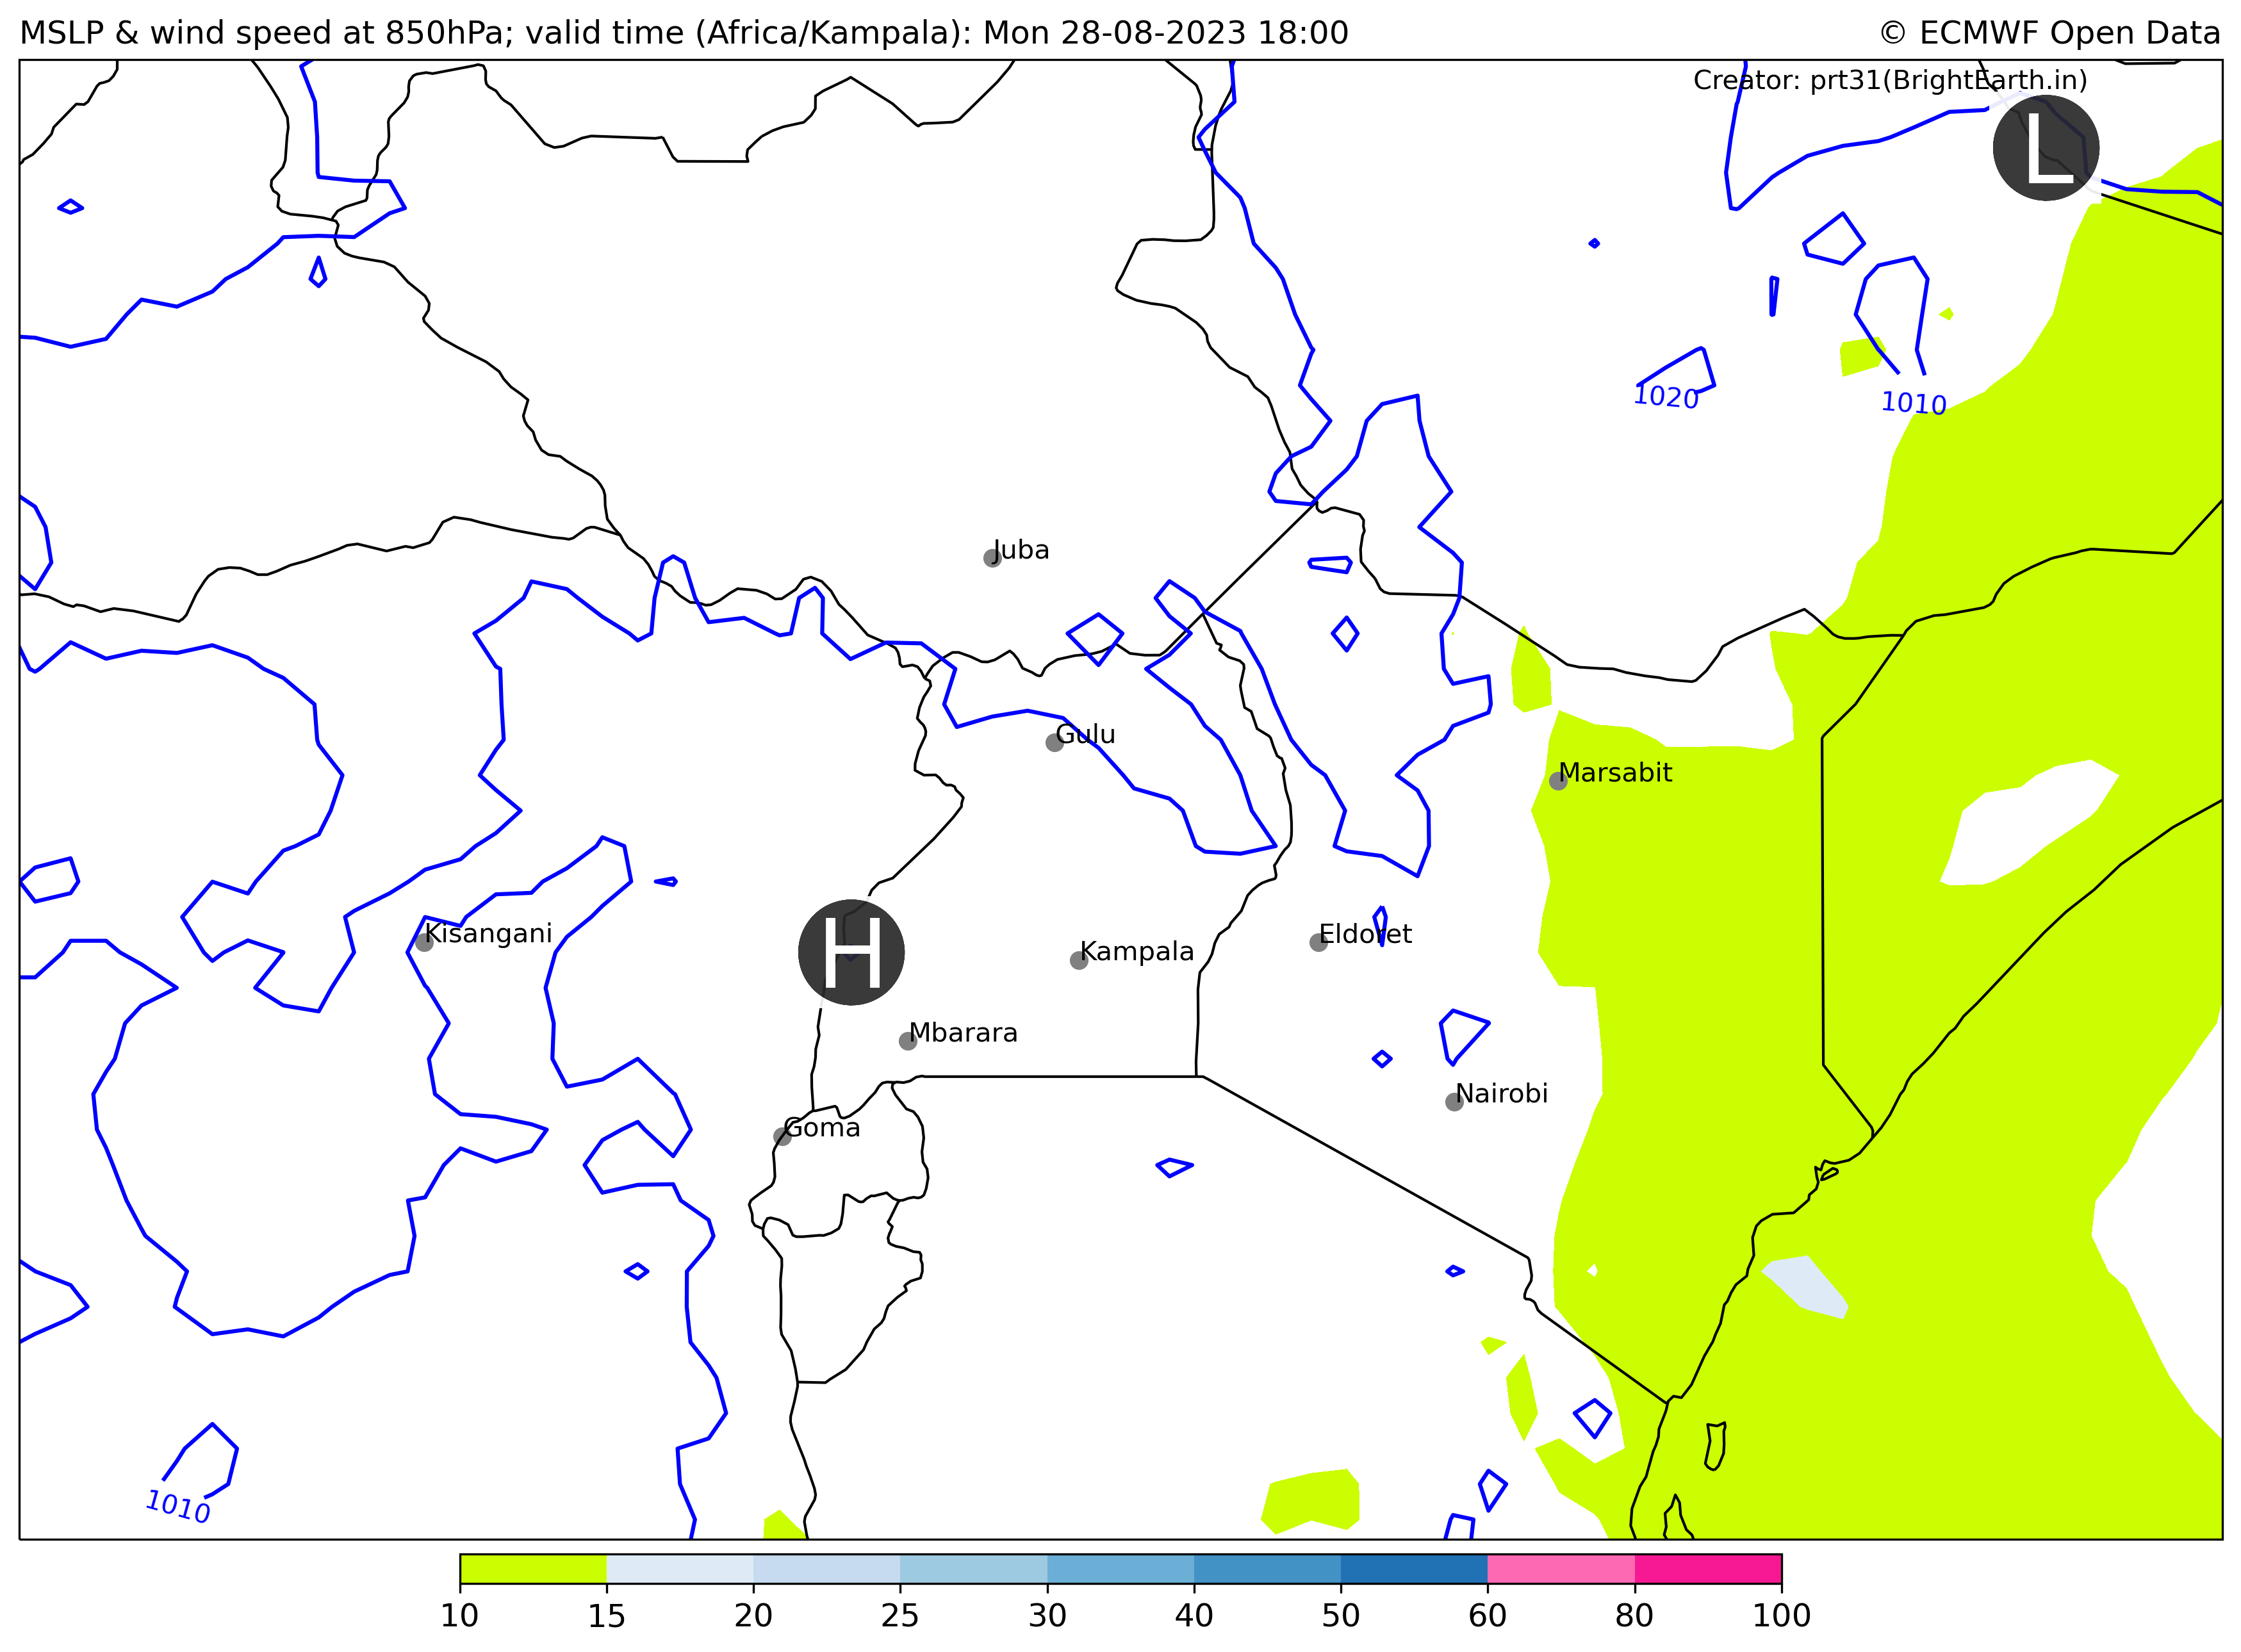 MSLP & wind speed at 850hPa; valid time (Africa/Kampala): Mon 28-08-2023 18:00
© ECMWF Open Data
Creator: prt31(BrightEarth.in)
L
1020
1010
Juba
Gulu
Marsabit
Kisangani
Eldoret
H
Kampala
Mbarara
Nairobi
Goma
1010
10 15 20 25 30 40 50 60 80 100